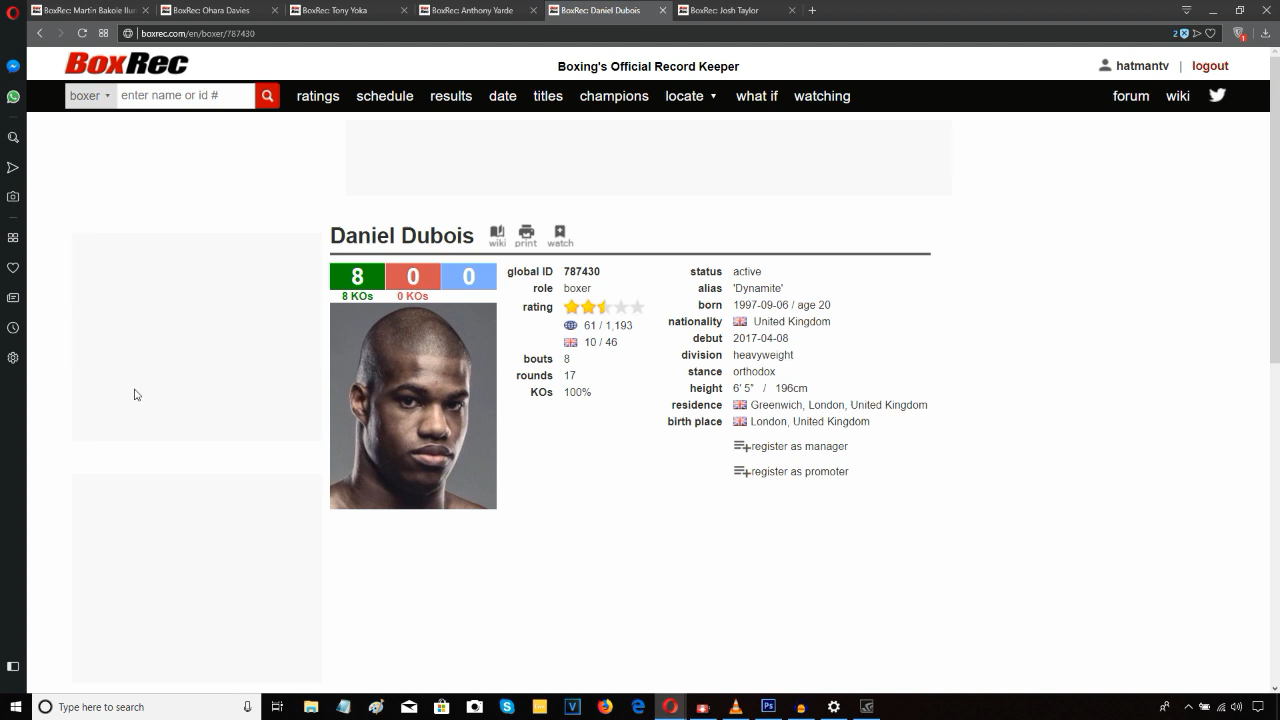 BoxRec: Martin Bakole Ilun
BoxRec: Ohara Davies
BoxRec: Tony Yoka
BoxRec: Anthony Yarde
BoxRec: Daniel Dubois
BoxRec: Josh Taylor
boxrec.com/en/boxer/787430
2
1
BoxRec
Boxing's Official Record Keeper
hatmantv | logout
boxer enter name or id # ratings schedule results date titles champions locate what if watching forum wiki
Daniel Dubois wiki print watch
8 0 0
8 KOs 0 KOs
global ID 787430
role boxer
rating
61 / 1,193
10 / 46
bouts 8
rounds 17
KOs 100%
status active
alias 'Dynamite'
born 1997-09-06 / age 20
nationality United Kingdom
debut 2017-04-08
division heavyweight
stance orthodox
height 6' 5" / 196cm
residence Greenwich, London, United Kingdom
birth place London, United Kingdom
register as manager
register as promoter
Type here to search